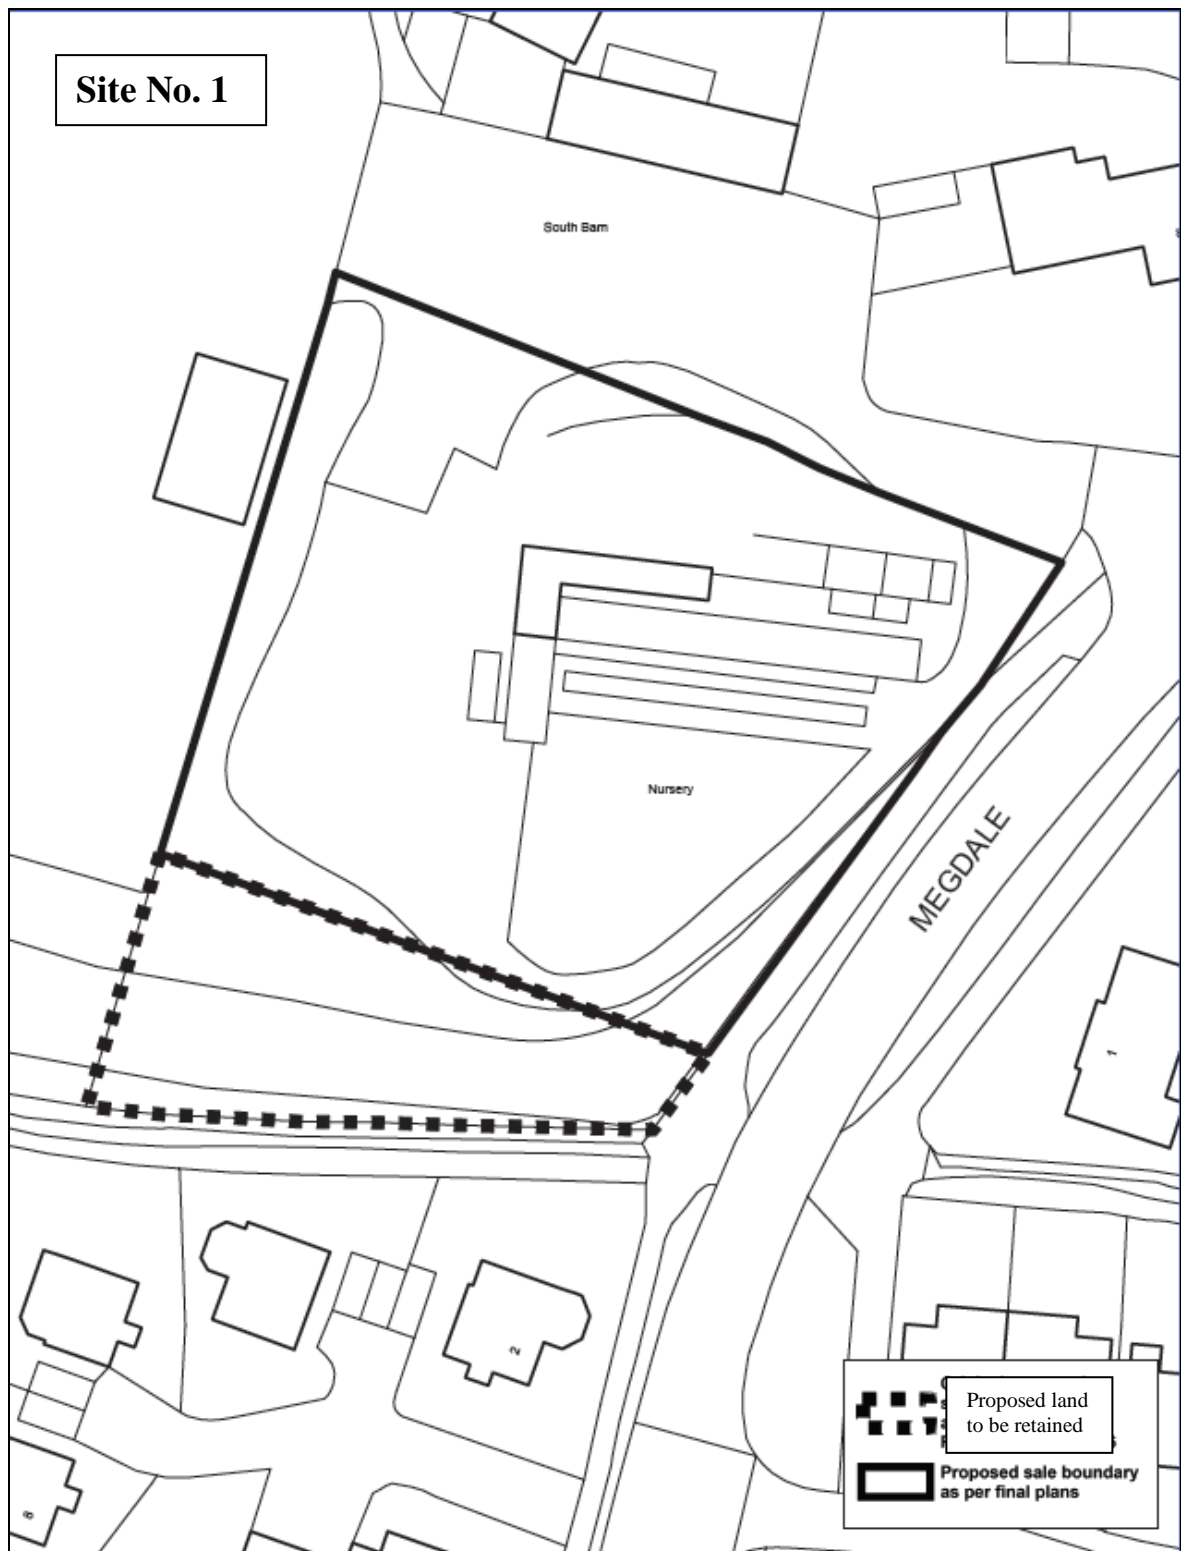 Site No. 1
South Barn
Nursery
MEGDALE
1
2
8
Proposed land
to be retained
Proposed sale boundary
as per final plans